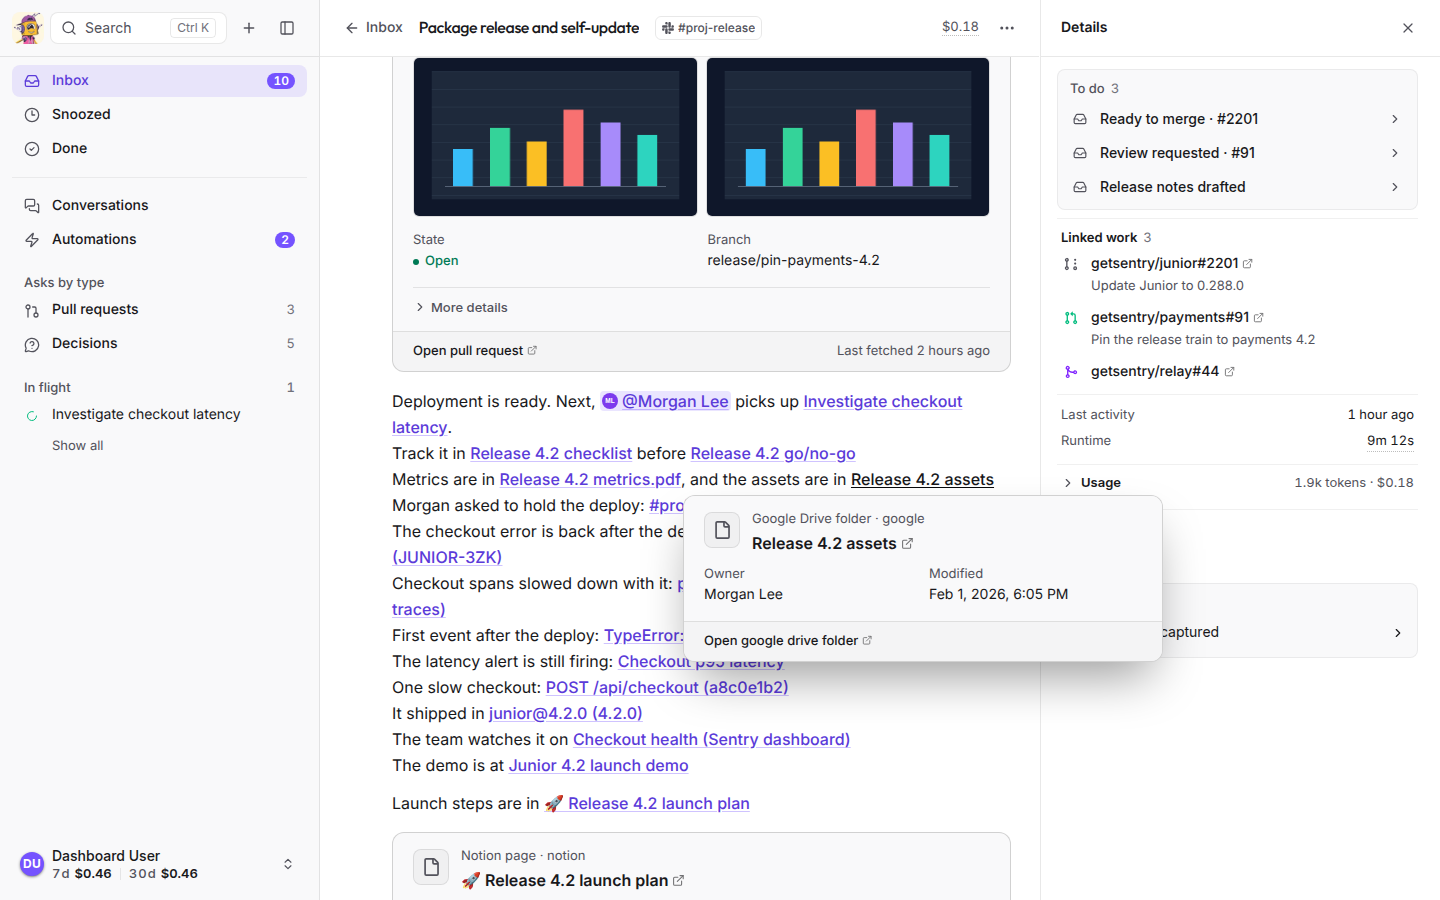 Search
Ctrl K
Inbox
10
Snoozed
Done
Conversations
Automations
2
Asks by type
Pull requests
3
Decisions
5
In flight
1
Investigate checkout latency
Show all
DU
Dashboard User
7d $0.46
30d $0.46
Inbox
Package release and self-update
#proj-release
$0.18
State
Open
Branch
release/pin-payments-4.2
More details
Open pull request
Last fetched 2 hours ago
Deployment is ready. Next, ML @Morgan Lee picks up Investigate checkout
latency.
Track it in Release 4.2 checklist before Release 4.2 go/no-go
Metrics are in Release 4.2 metrics.pdf, and the assets are in Release 4.2 assets
Morgan asked to hold the deploy: #pro
The checkout error is back after the de
(JUNIOR-3ZK)
Checkout spans slowed down with it: p
traces)
First event after the deploy: TypeError:
The latency alert is still firing: Checkout p95 latency
One slow checkout: POST /api/checkout (a8c0e1b2)
It shipped in junior@4.2.0 (4.2.0)
The team watches it on Checkout health (Sentry dashboard)
The demo is at Junior 4.2 launch demo
Launch steps are in 🚀 Release 4.2 launch plan
Notion page · notion
🚀 Release 4.2 launch plan
Google Drive folder · google
Release 4.2 assets
Owner
Morgan Lee
Modified
Feb 1, 2026, 6:05 PM
Open google drive folder
Details
To do 3
Ready to merge · #2201
Review requested · #91
Release notes drafted
Linked work 3
getsentry/junior#2201
Update Junior to 0.288.0
getsentry/payments#91
Pin the release train to payments 4.2
getsentry/relay#44
Last activity
1 hour ago
Runtime
9m 12s
Usage
1.9k tokens · $0.18
captured